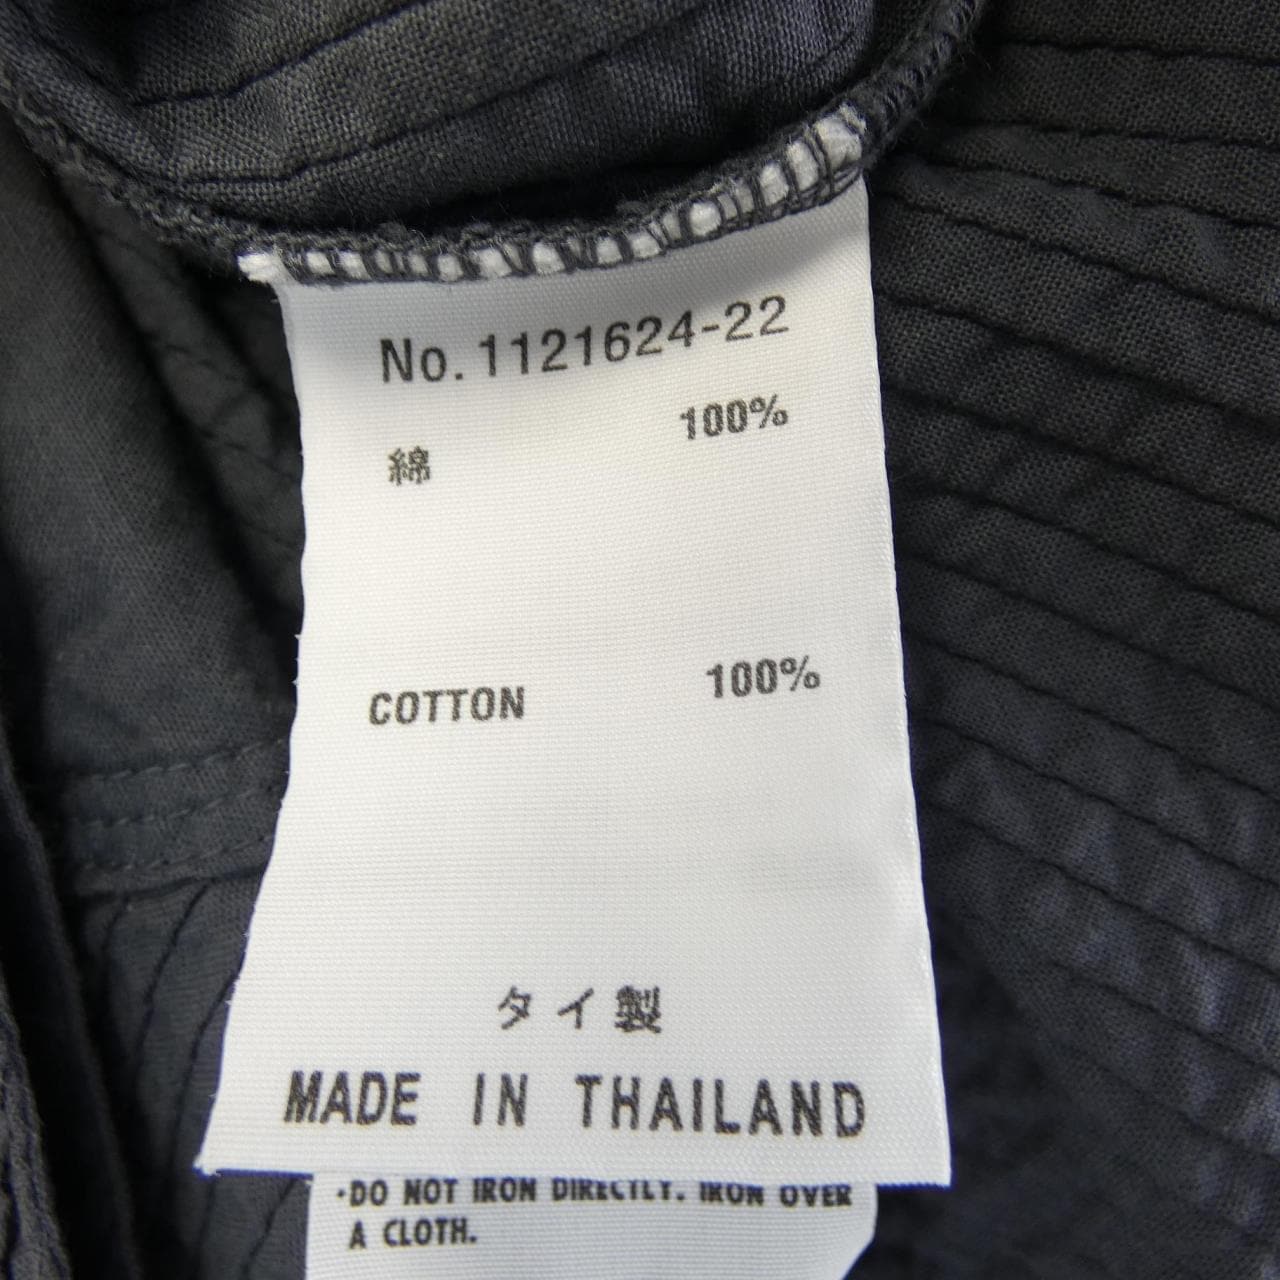 No. 1121624-22
綿 100%
COTTON 100%
タイ製
MADE IN THAILAND
・DO NOT IRON DIRECTLY. IRON OVER
A CLOTH.